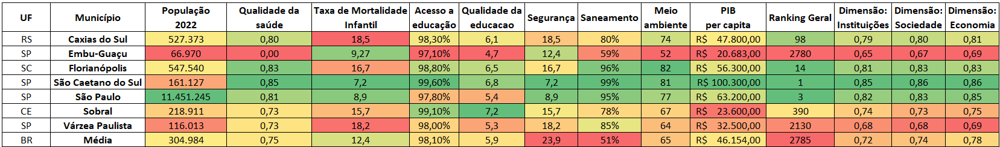 UF Município População 2022 Qualidade da saúde Taxa de Mortalidade Infantil Acesso a educação Qualidade da educacao Segurança Saneamento Meio ambiente PIB per capita Ranking Geral Dimensão: Instituições Dimensão: Sociedade Dimensão: Economia
RS Caxias do Sul 527.373 0,80 18,5 98,30% 6,1 18,5 80% 74 R$ 47.800,00 98 0,79 0,80 0,81
SP Embu-Guaçu 66.970 0,00 9,27 97,10% 4,7 12,4 59% 52 R$ 20.683,00 2780 0,65 0,67 0,69
SC Florianópolis 547.540 0,83 16,7 98,80% 6,5 16,7 96% 82 R$ 56.300,00 14 0,81 0,83 0,83
SP São Caetano do Sul 161.127 0,85 7,2 99,60% 6,8 7,2 99% 81 R$ 100.300,00 1 0,85 0,86 0,86
SP São Paulo 11.451.245 0,81 8,9 97,80% 5,4 8,9 95% 77 R$ 63.200,00 3 0,82 0,83 0,85
CE Sobral 218.911 0,73 15,7 99,10% 7,2 15,7 78% 67 R$ 23.600,00 390 0,74 0,73 0,75
SP Várzea Paulista 116.013 0,73 18,2 98,00% 5,3 18,2 85% 64 R$ 32.500,00 2130 0,68 0,68 0,69
BR Média 304.984 0,75 12,4 98,10% 5,9 23,9 51% 65 R$ 46.154,00 2785 0,72 0,74 0,78